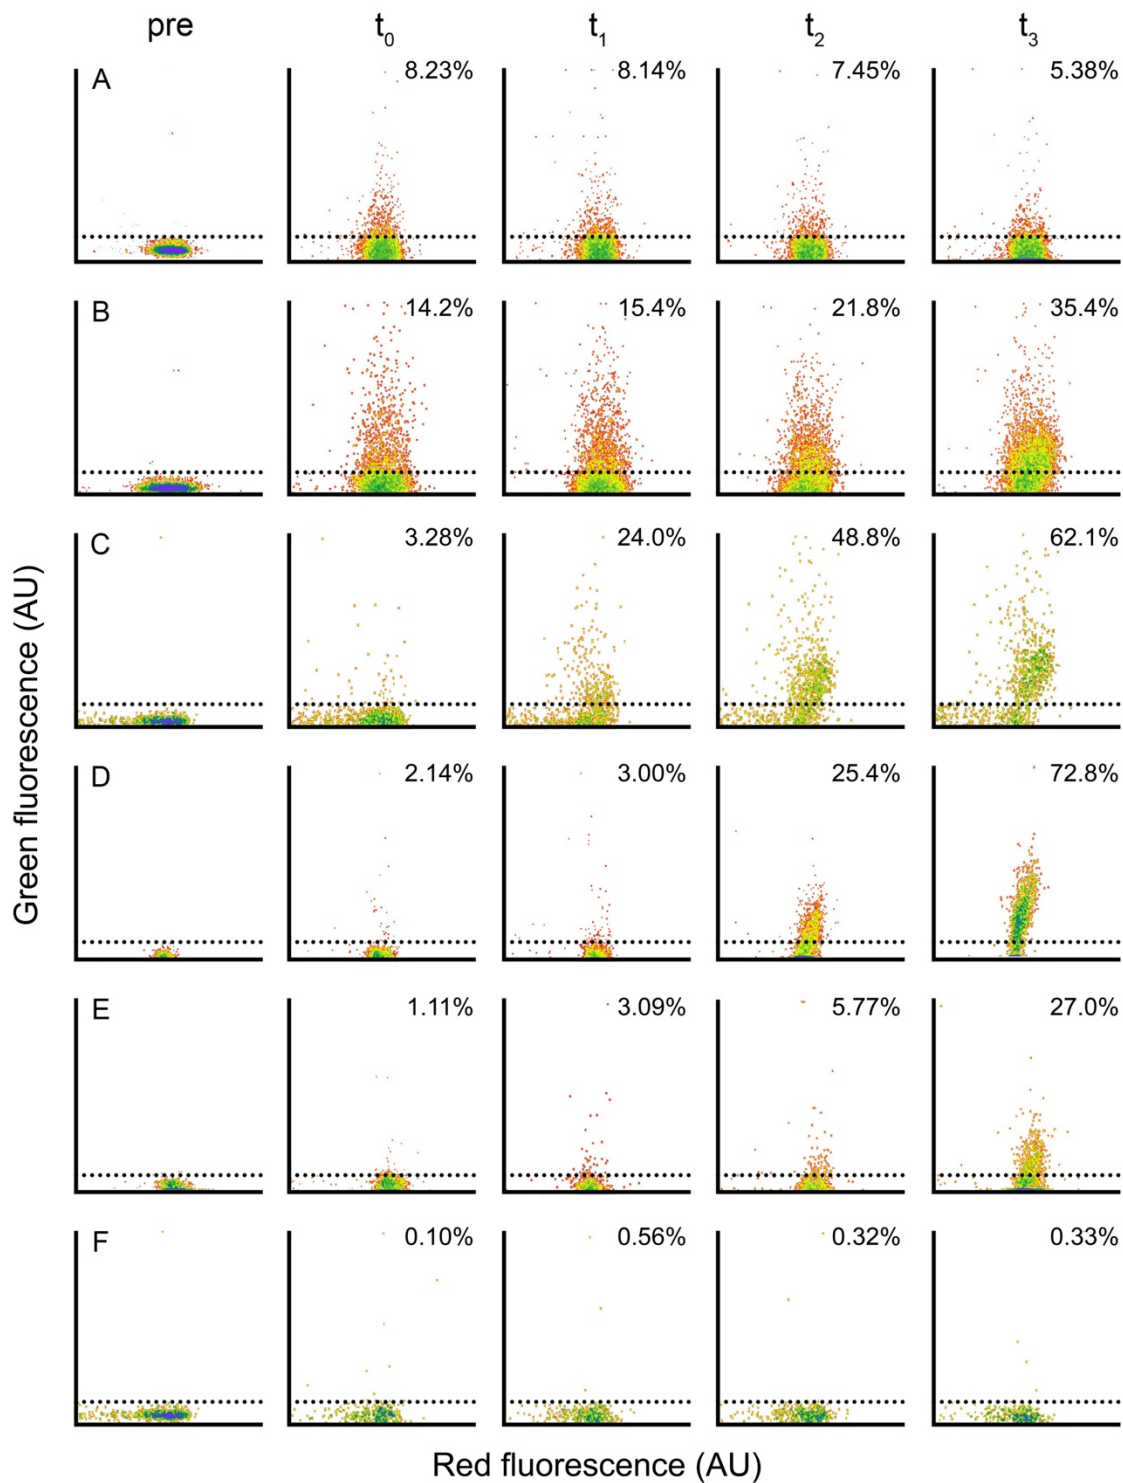 pre t₀ t₁ t₂ t₃
A 8.23% 8.14% 7.45% 5.38%
B 14.2% 15.4% 21.8% 35.4%
C 3.28% 24.0% 48.8% 62.1%
D 2.14% 3.00% 25.4% 72.8%
E 1.11% 3.09% 5.77% 27.0%
F 0.10% 0.56% 0.32% 0.33%
Green fluorescence (AU)
Red fluorescence (AU)